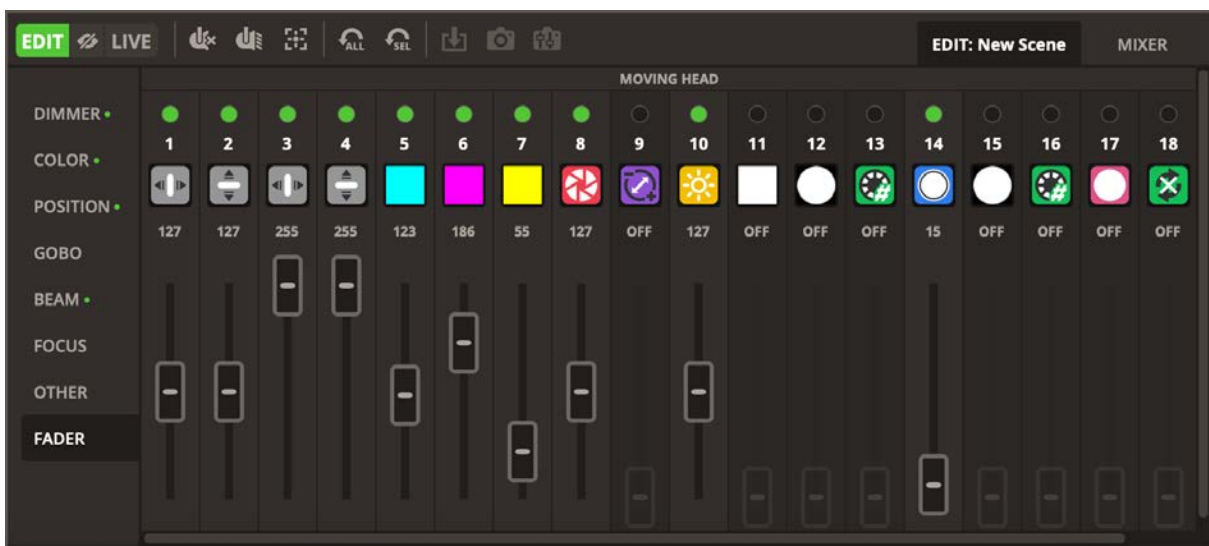 EDIT LIVE ALL SEL EDIT: New Scene MIXER
MOVING HEAD
DIMMER
COLOR
POSITION
GOBO
BEAM
FOCUS
OTHER
FADER
1 2 3 4 5 6 7 8 9 10 11 12 13 14 15 16 17 18
# #
127 127 255 255 123 186 55 127 OFF 127 OFF OFF OFF 15 OFF OFF OFF OFF